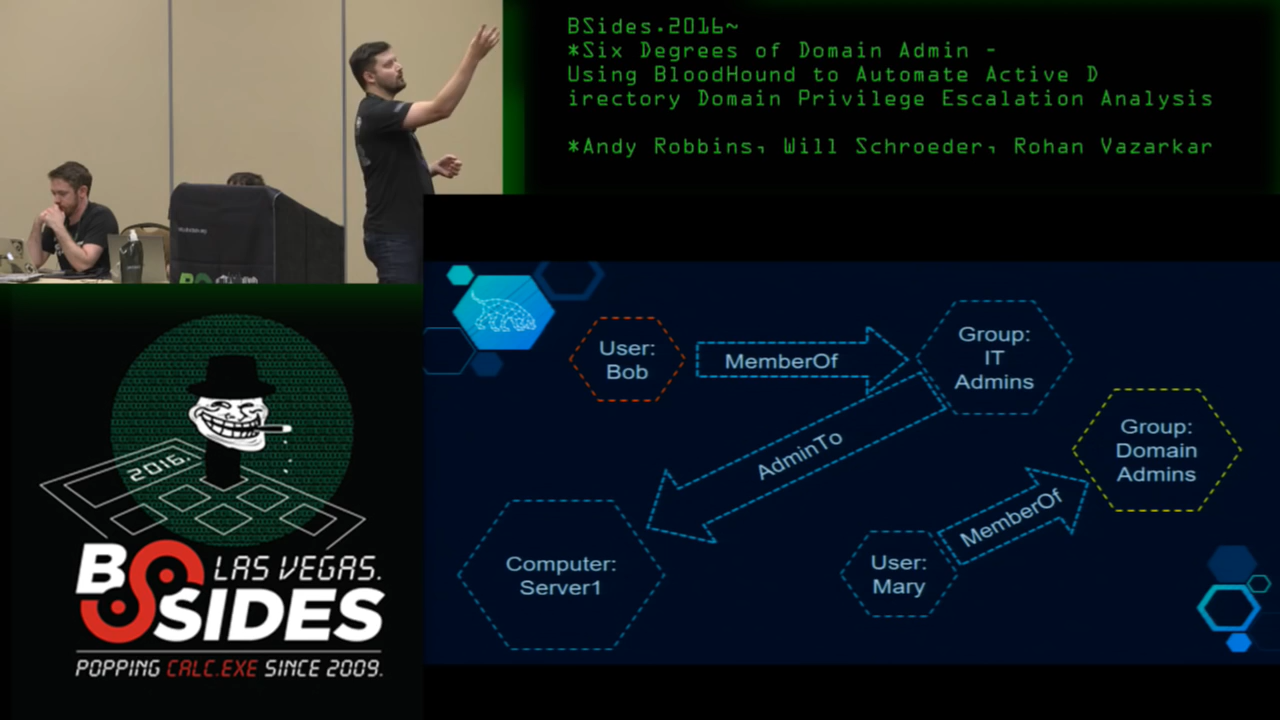 BSides.2016~
*Six Degrees of Domain Admin -
Using BloodHound to Automate Active D
irectory Domain Privilege Escalation Analysis
*Andy Robbins, Will Schroeder, Rohan Vazarkar
User:
Bob
MemberOf
Group:
IT
Admins
AdminTo
Group:
Domain
Admins
MemberOf
Computer:
Server1
User:
Mary
2016.
BSIDES
LAS VEGAS.
POPPING CALC.EXE SINCE 2009.